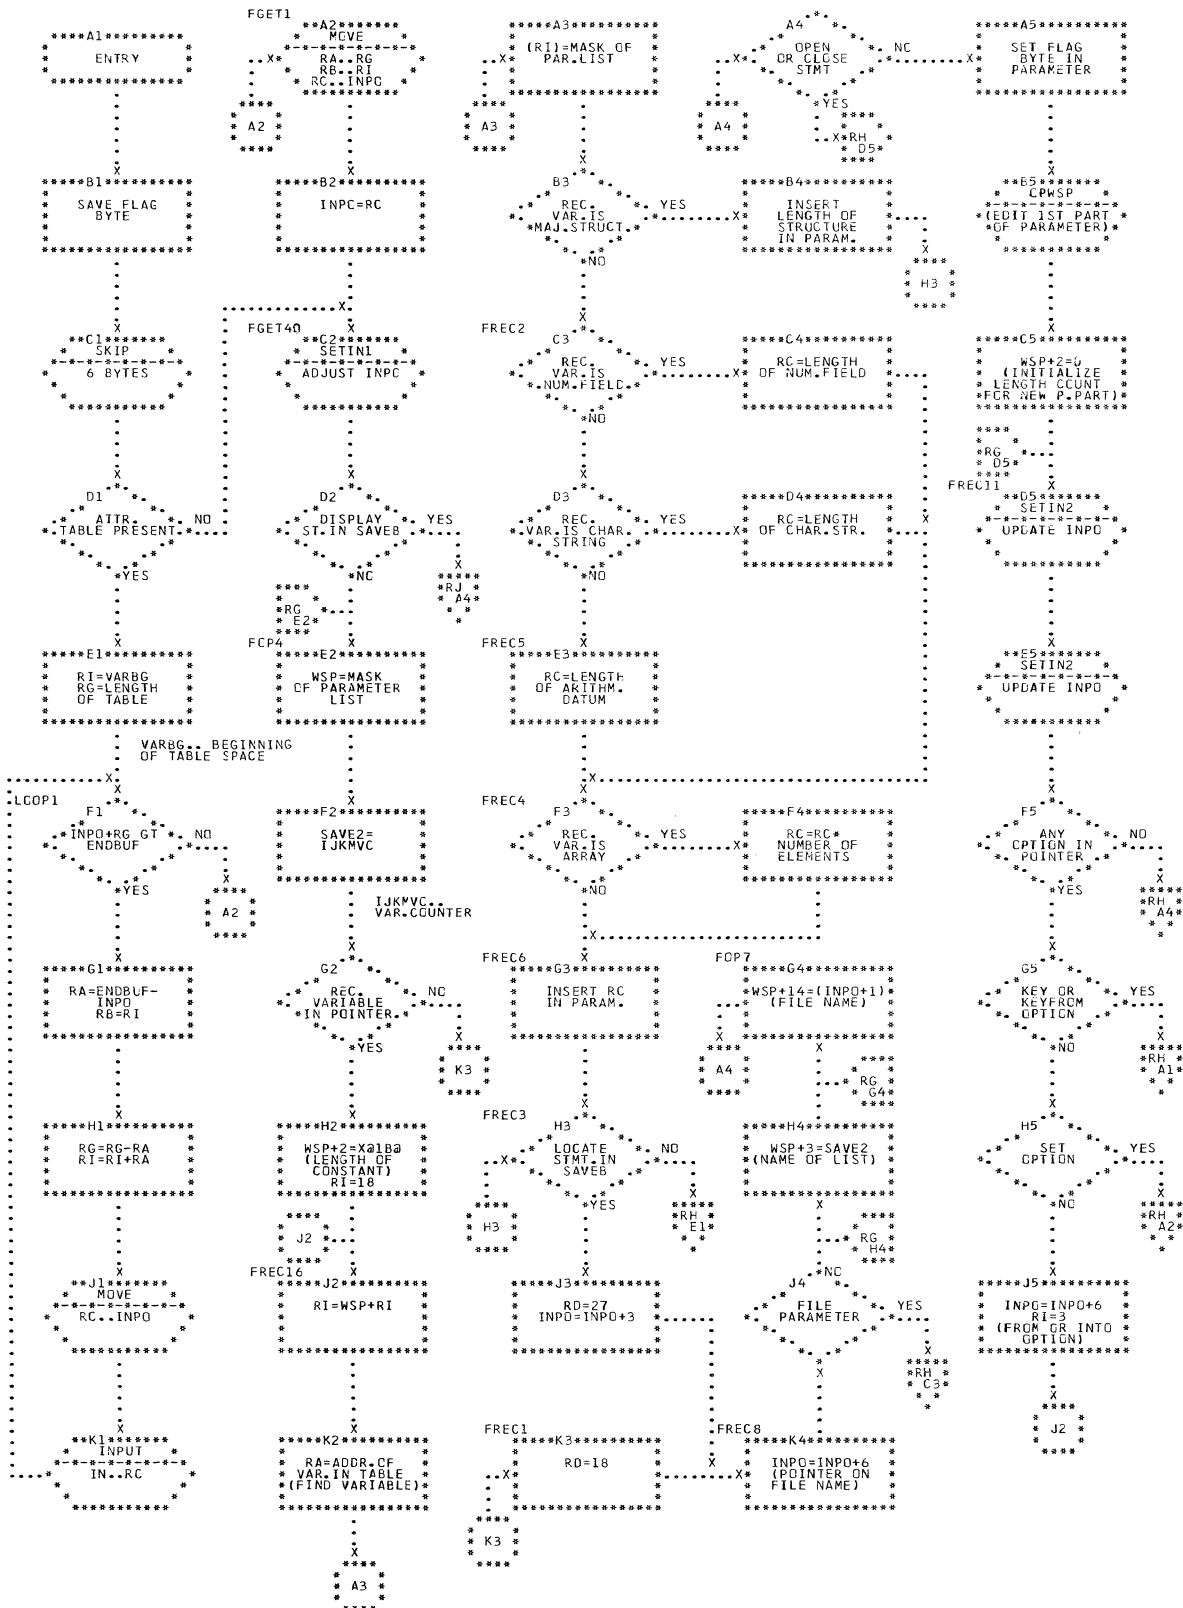 FGET1
A1
ENTRY
A2
MOVE
RA..RG
RB..RI
RC..INPO
A2
A3
(RI)=MASK OF
PAR.LIST
A3
A4
OPEN
OR CLOSE
STMT
NO
YES
A4
RH
D5
A5
SET FLAG
BYTE IN
PARAMETER
B1
SAVE FLAG
BYTE
B2
INPO=RC
B3
REC.
VAR.IS
MAJ.STRUCT.
YES
NO
B4
INSERT
LENGTH OF
STRUCTURE
IN PARAM.
H3
B5
CPWSP
(EDIT 1ST PART
OF PARAMETER)
C1
SKIP
6 BYTES
FGET40
C2
SETIN1
ADJUST INPO
FREC2
C3
REC.
VAR.IS
NUM.FIELD
YES
NO
C4
RC=LENGTH
OF NUM.FIELD
C5
WSP+2=0
(INITIALIZE
LENGTH COUNT
FOR NEW P.PART)
RG
D5
D1
ATTR.
TABLE PRESENT
NO
YES
D2
DISPLAY
ST.IN SAVEB
YES
NO
RJ
A4
RG
E2
D3
REC.
VAR.IS CHAR.
STRING
YES
NO
D4
RC=LENGTH
OF CHAR.STR.
FREC11
D5
SETIN2
UPDATE INPO
E1
RI=VARBG
RG=LENGTH
OF TABLE
VARBG.. BEGINNING
OF TABLE SPACE
FOP4
E2
WSP=MASK
OF PARAMETER
LIST
FREC5
E3
RC=LENGTH
OF ARITHM.
DATUM
E5
SETIN2
UPDATE INPO
LOOP1
F1
INPO+RG GT
ENDBUF
NO
YES
A2
F2
SAVE2=
IJKMVC
IJKMVC..
VAR.COUNTER
FREC4
F3
REC.
VAR.IS
ARRAY
YES
NO
F4
RC=RC*
NUMBER OF
ELEMENTS
F5
ANY
OPTION IN
POINTER
NO
YES
RH
A4
G1
RA=ENDBUF-
INPO
RB=RI
G2
REC.
VARIABLE
IN POINTER
NO
YES
K3
FREC6
G3
INSERT RC
IN PARAM.
FOP7
G4
WSP+14=(INPO+1)
(FILE NAME)
A4
RG
G4
G5
KEY OR
KEYFROM
OPTION
YES
NO
RH
A1
H1
RG=RG-RA
RI=RI+RA
H2
WSP+2=X@1B@
(LENGTH OF
CONSTANT)
RI=18
J2
FREC3
H3
LOCATE
STMT.IN
SAVEB
NO
YES
H3
RH
E1
H4
WSP+3=SAVE2
(NAME OF LIST)
RG
H4
H5
SET
OPTION
YES
NO
RH
A2
J1
MOVE
RC..INPO
FREC16
J2
RI=WSP+RI
J3
RD=27
INPO=INPO+3
J4
FILE
PARAMETER
NO
YES
RH
C3
J5
INPO=INPO+6
RI=3
(FROM OR INTO
OPTION)
J2
K1
INPUT
IN..RC
K2
RA=ADDR.OF
VAR.IN TABLE
(FIND VARIABLE)
A3
FREC1
K3
RD=18
K3
FREC8
K4
INPO=INPO+6
(POINTER ON
FILE NAME)